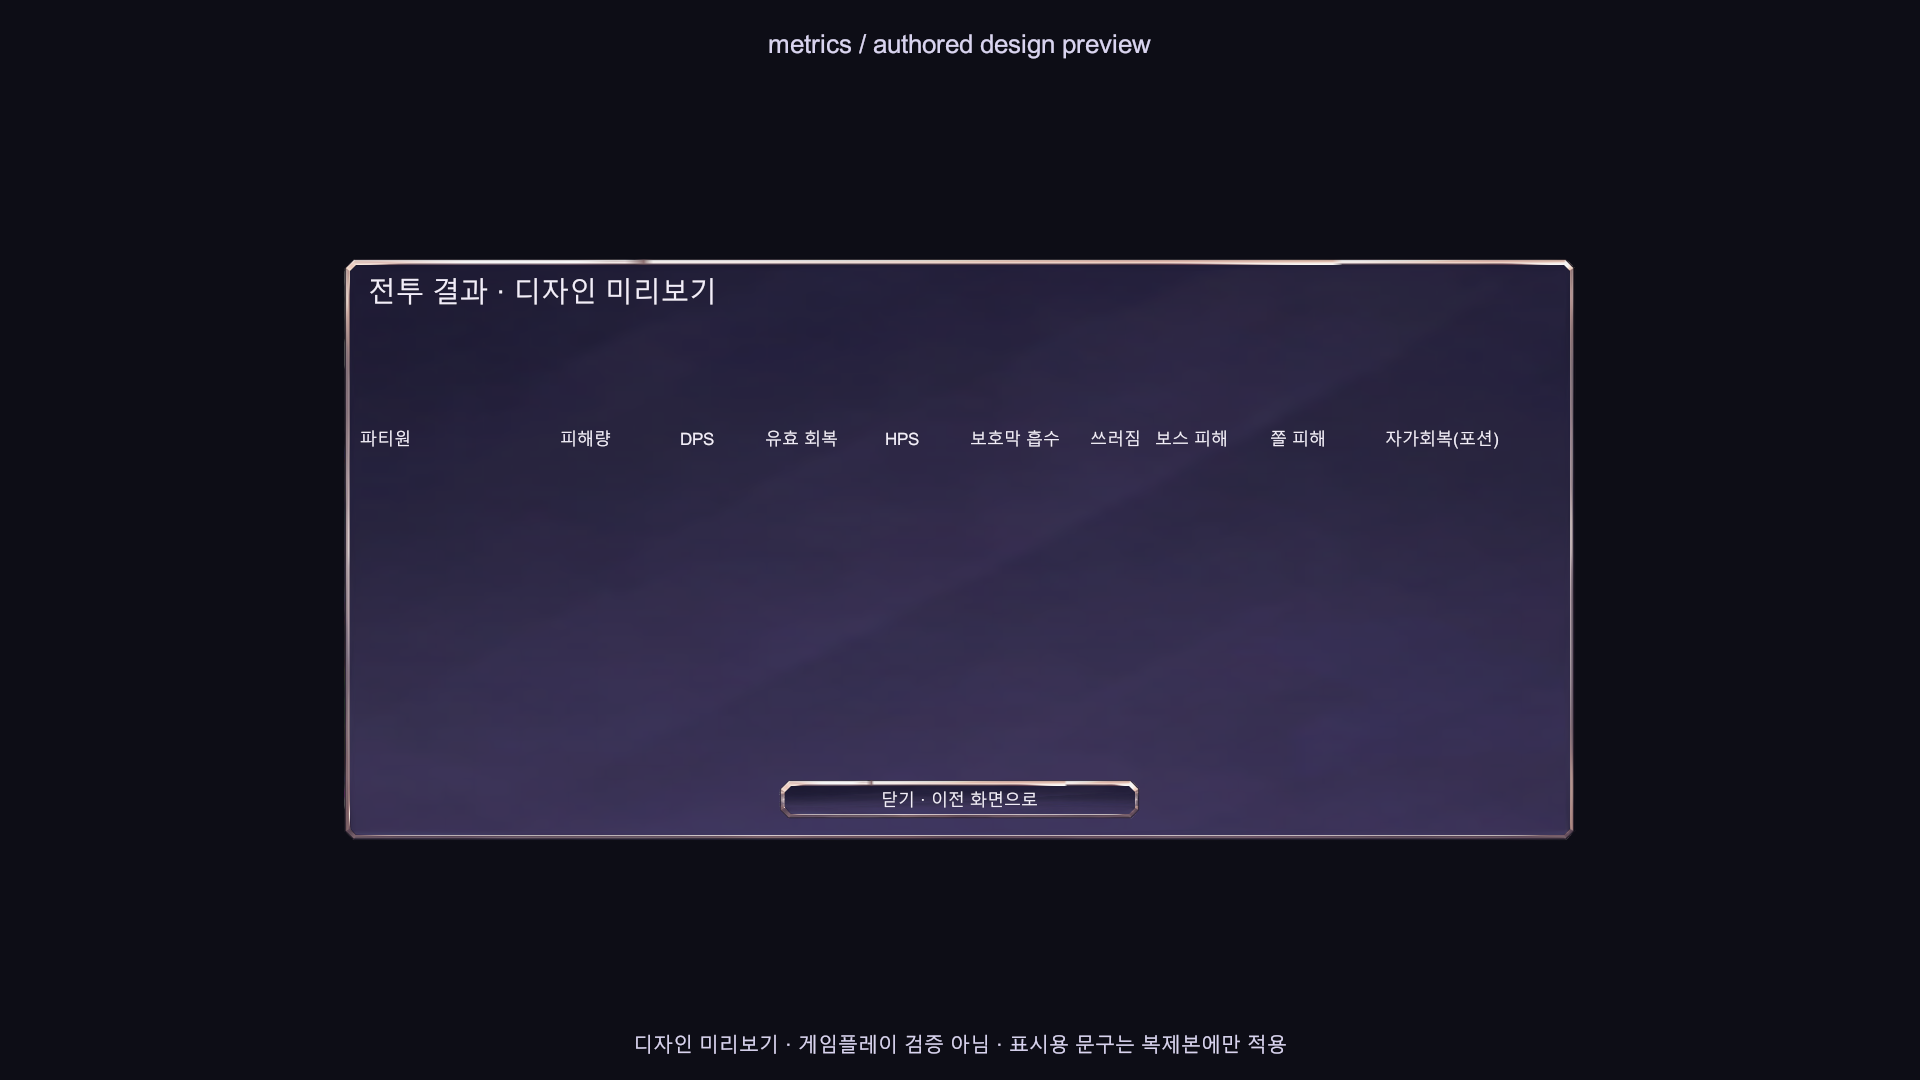 metrics / authored design preview
전투 결과 · 디자인 미리보기
파티원 피해량 DPS 유효 회복 HPS 보호막 흡수 쓰러짐 보스 피해 쫄 피해 자가회복(포션)
닫기 · 이전 화면으로
디자인 미리보기 · 게임플레이 검증 아님 · 표시용 문구는 복제본에만 적용